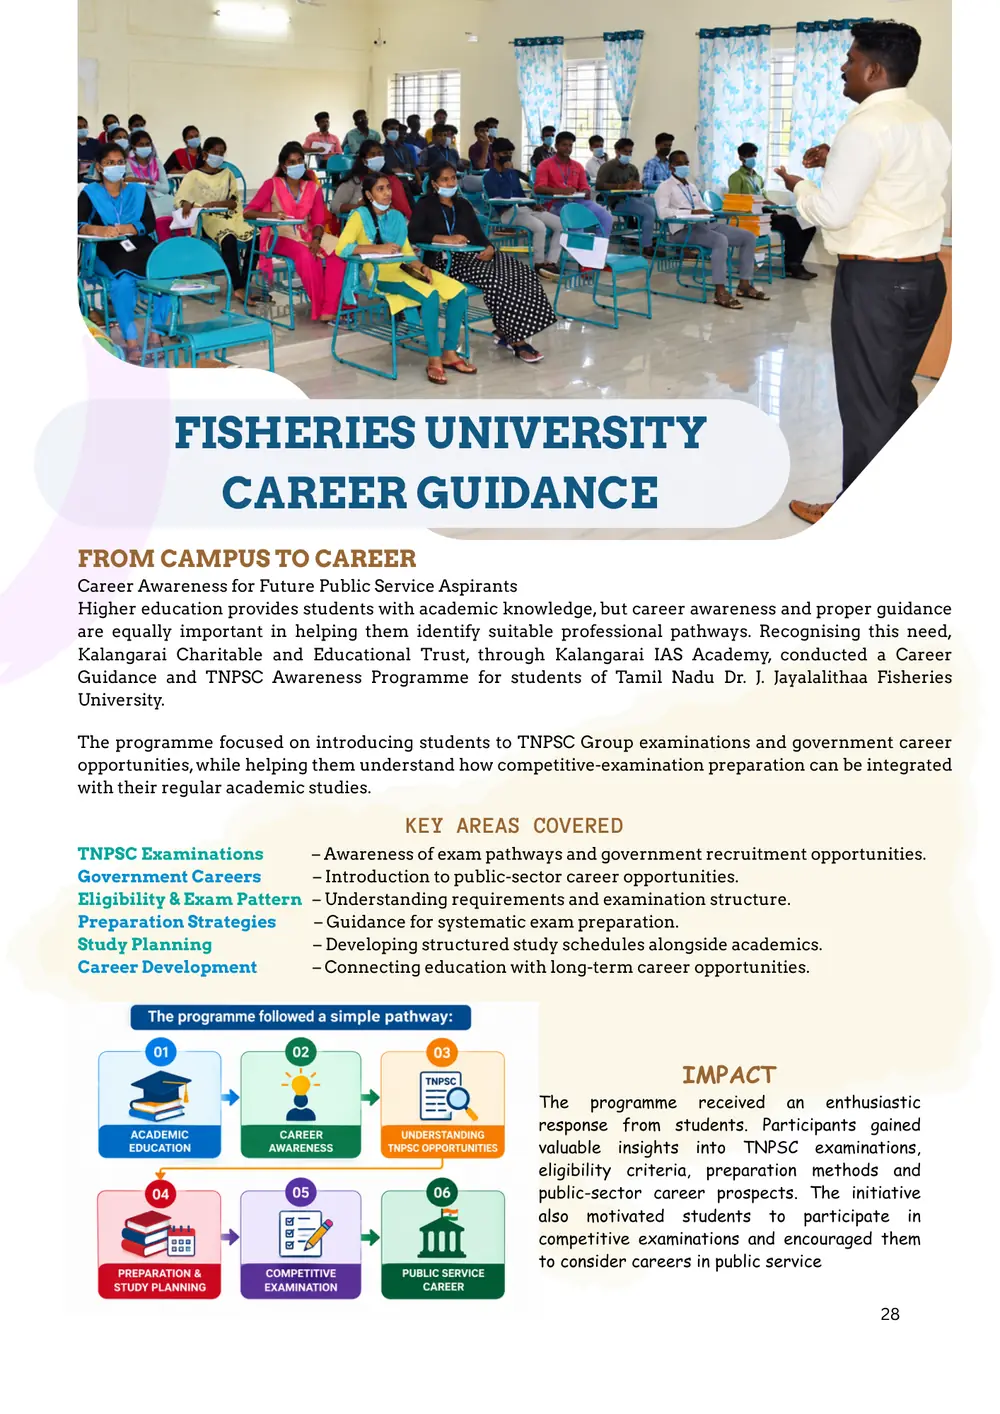 FISHERIES UNIVERSITY
CAREER GUIDANCE
FROM CAMPUS TO CAREER
Career Awareness for Future Public Service Aspirants
Higher education provides students with academic knowledge, but career awareness and proper guidance
are equally important in helping them identify suitable professional pathways. Recognising this need,
Kalangarai Charitable and Educational Trust, through Kalangarai IAS Academy, conducted a Career
Guidance and TNPSC Awareness Programme for students of Tamil Nadu Dr. J. Jayalalithaa Fisheries
University.
The programme focused on introducing students to TNPSC Group examinations and government career
opportunities, while helping them understand how competitive-examination preparation can be integrated
with their regular academic studies.
KEY AREAS COVERED
TNPSC Examinations – Awareness of exam pathways and government recruitment opportunities.
Government Careers – Introduction to public-sector career opportunities.
Eligibility & Exam Pattern – Understanding requirements and examination structure.
Preparation Strategies – Guidance for systematic exam preparation.
Study Planning – Developing structured study schedules alongside academics.
Career Development – Connecting education with long-term career opportunities.
The programme followed a simple pathway:
01
ACADEMIC
EDUCATION
02
CAREER
AWARENESS
03
TNPSC
UNDERSTANDING
TNPSC OPPORTUNITIES
04
PREPARATION &
STUDY PLANNING
05
COMPETITIVE
EXAMINATION
06
PUBLIC SERVICE
CAREER
IMPACT
The programme received an enthusiastic
response from students. Participants gained
valuable insights into TNPSC examinations,
eligibility criteria, preparation methods and
public-sector career prospects. The initiative
also motivated students to participate in
competitive examinations and encouraged them
to consider careers in public service
28